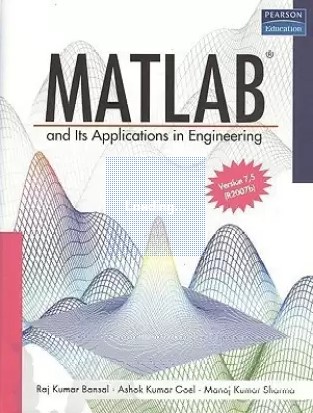 PEARSON
Education
MATLAB®
and Its Applications in Engineering
Version 7.5
(R2007b)
Raj Kumar Bansal · Ashok Kumar Goel · Manoj Kumar Sharma